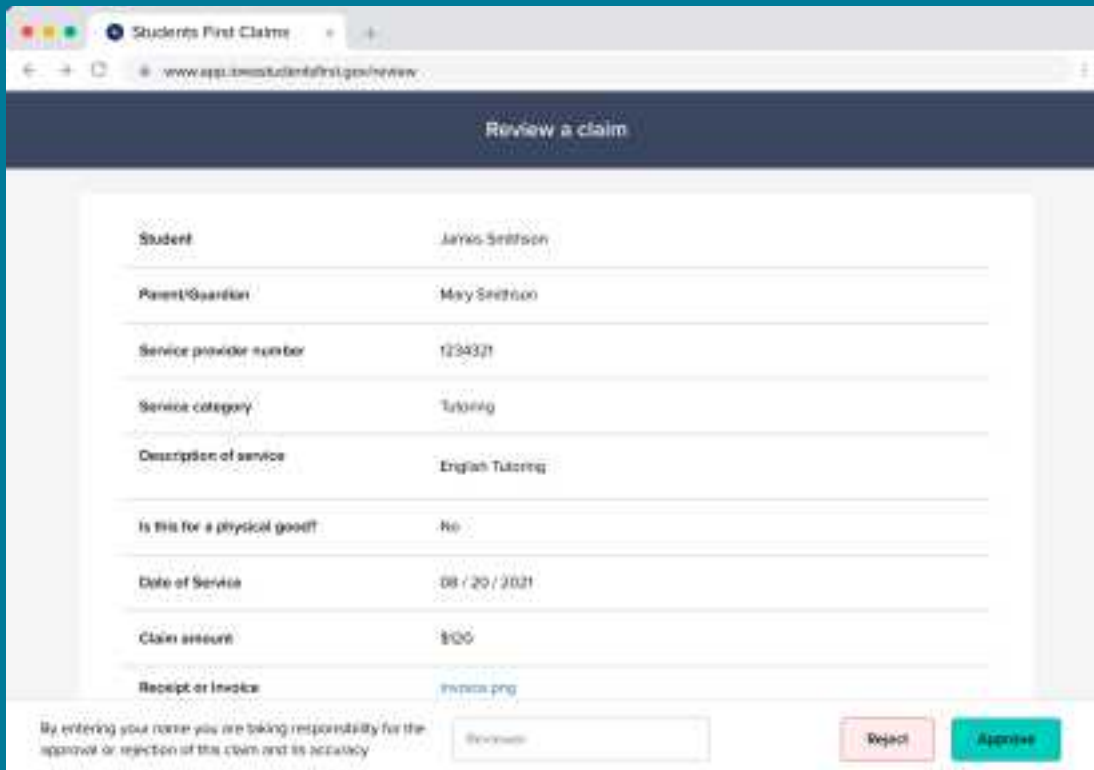 Students First Claims
www.app.iowastudentsfirst.gov/review
Review a claim
Student James Smithson
Parent/Guardian Mary Smithson
Service provider number 1234321
Service category Tutoring
Description of service English Tutoring
Is this for a physical good? No
Date of Service 08 / 20 / 2021
Claim amount $120
Receipt or Invoice invoice.png
By entering your name you are taking responsibility for the
approval or rejection of this claim and its accuracy
Reviewer
Reject
Approve